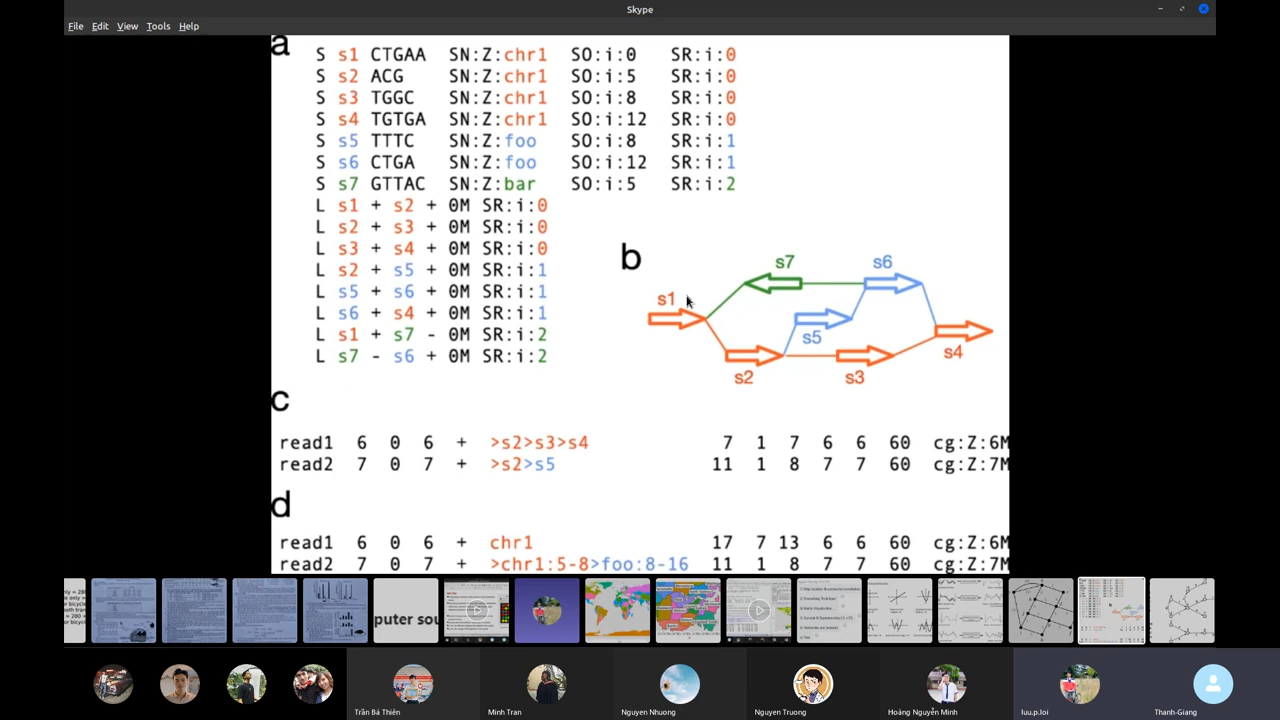 Skype
File Edit View Tools Help
a
S s1 CTGAA SN:Z:chr1 SO:i:0 SR:i:0
S s2 ACG SN:Z:chr1 SO:i:5 SR:i:0
S s3 TGGC SN:Z:chr1 SO:i:8 SR:i:0
S s4 TGTGA SN:Z:chr1 SO:i:12 SR:i:0
S s5 TTTC SN:Z:foo SO:i:8 SR:i:1
S s6 CTGA SN:Z:foo SO:i:12 SR:i:1
S s7 GTTAC SN:Z:bar SO:i:5 SR:i:2
L s1 + s2 + 0M SR:i:0
L s2 + s3 + 0M SR:i:0
L s3 + s4 + 0M SR:i:0
L s2 + s5 + 0M SR:i:1
L s5 + s6 + 0M SR:i:1
L s6 + s4 + 0M SR:i:1
L s1 + s7 - 0M SR:i:2
L s7 - s6 + 0M SR:i:2
b
s7 s6
s1
s5
s4
s2 s3
c
read1 6 0 6 + >s2>s3>s4 7 1 7 6 6 60 cg:Z:6M
read2 7 0 7 + >s2>s5 11 1 8 7 7 60 cg:Z:7M
d
read1 6 0 6 + chr1 17 7 13 6 6 60 cg:Z:6M
read2 7 0 7 + >chr1:5-8>foo:8-16 11 1 8 7 7 60 cg:Z:7M
puter sou
Trần Bá Thiên
Minh Tran
Nguyen Nhuong
Nguyen Truong
Hoàng Nguyễn Minh
luu.p.loi
Thanh-Giang